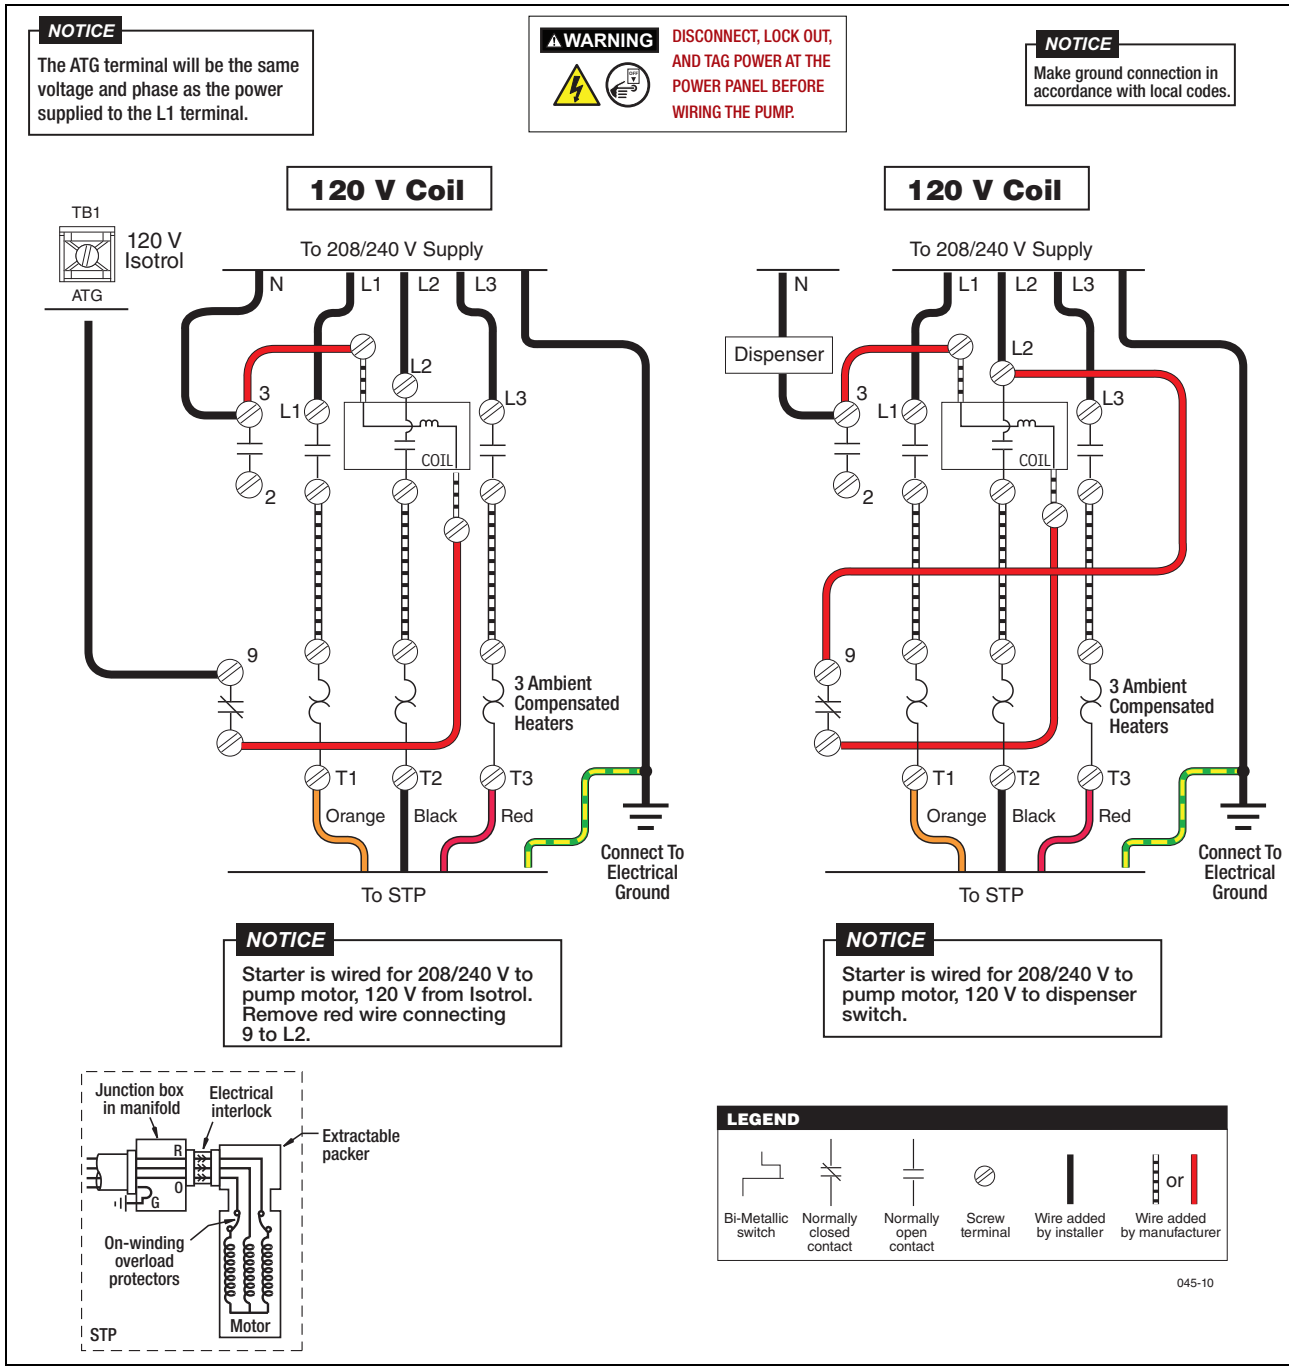 NOTICE
The ATG terminal will be the same
voltage and phase as the power
supplied to the L1 terminal.
WARNING
OFF
DISCONNECT, LOCK OUT,
AND TAG POWER AT THE
POWER PANEL BEFORE
WIRING THE PUMP.
NOTICE
Make ground connection in
accordance with local codes.
120 V Coil
TB1
120 V
Isotrol
ATG
To 208/240 V Supply
N
L1
L2
L3
L2
3
L1
L3
COIL
2
9
3 Ambient
Compensated
Heaters
T1
T2
T3
Orange
Black
Red
Connect To
Electrical
Ground
To STP
NOTICE
Starter is wired for 208/240 V to
pump motor, 120 V from Isotrol.
Remove red wire connecting
9 to L2.
120 V Coil
To 208/240 V Supply
N
L1
L2
L3
Dispenser
L2
3
L1
L3
COIL
2
9
3 Ambient
Compensated
Heaters
T1
T2
T3
Orange
Black
Red
Connect To
Electrical
Ground
To STP
NOTICE
Starter is wired for 208/240 V to
pump motor, 120 V to dispenser
switch.
Junction box
in manifold
Electrical
interlock
Extractable
packer
R
O
G
On-winding
overload
protectors
Motor
STP
LEGEND
or
Bi-Metallic
switch
Normally
closed
contact
Normally
open
contact
Screw
terminal
Wire added
by installer
Wire added
by manufacturer
045-10